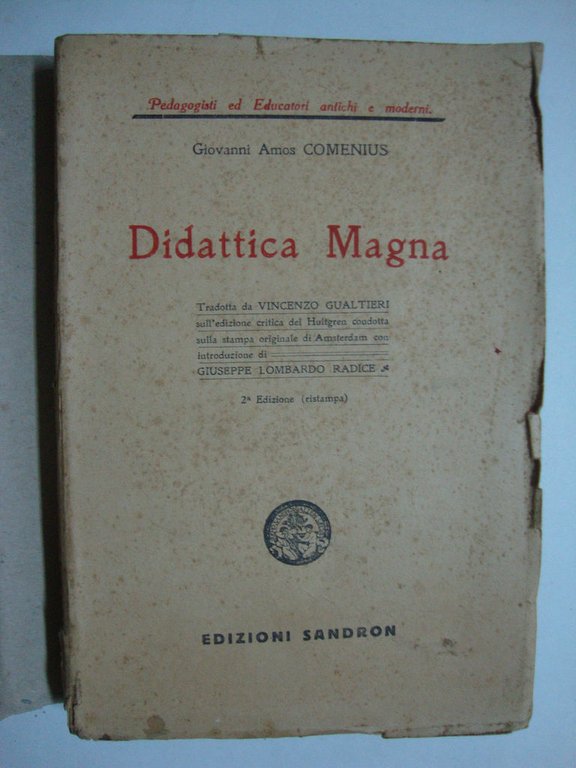 Pedagogisti ed Educatori antichi e moderni.
Giovanni Amos COMENIUS
Didattica Magna
Tradotta da VINCENZO GUALTIERI
sull'edizione critica del Hultgren condotta
sulla stampa originale di Amsterdam con
introduzione di
GIUSEPPE LOMBARDO RADICE
2ª Edizione (ristampa)
EDIZIONI SANDRON